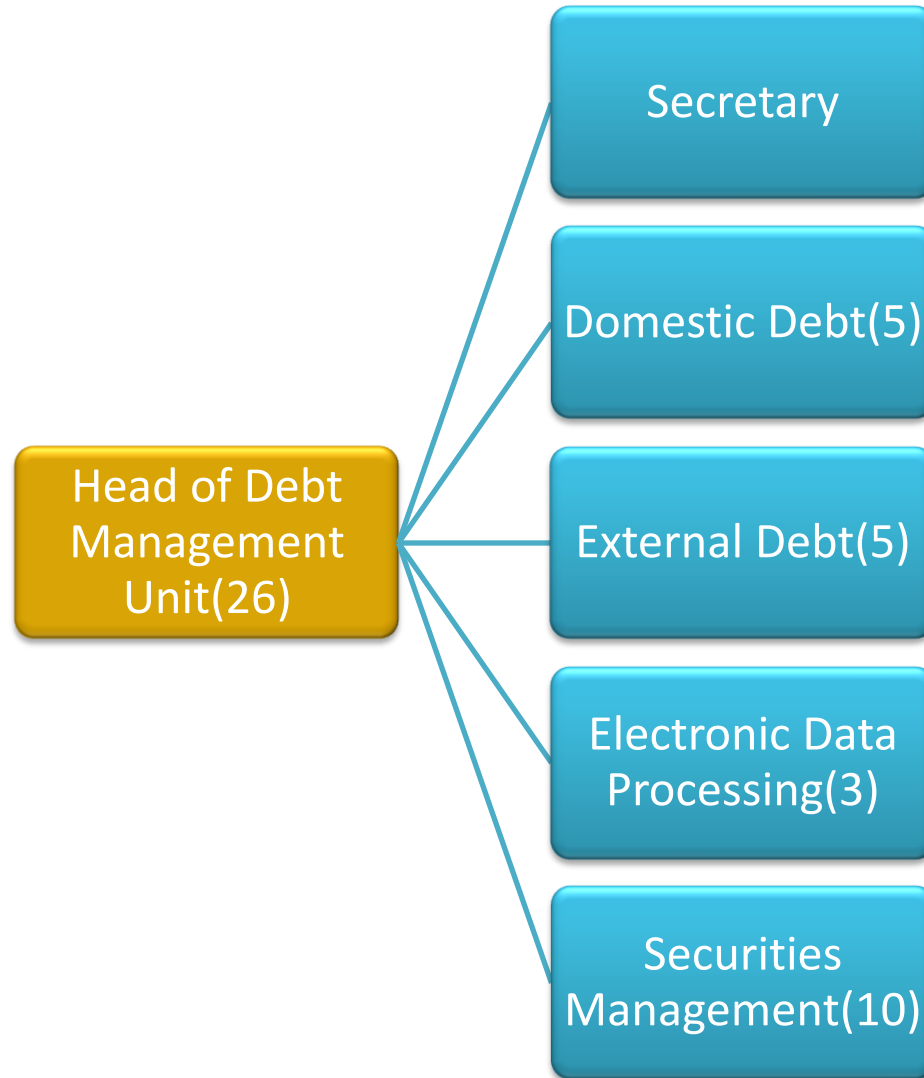 Secretary
Domestic Debt(5)
Head of Debt
Management
Unit(26)
External Debt(5)
Electronic Data
Processing(3)
Securities
Management(10)